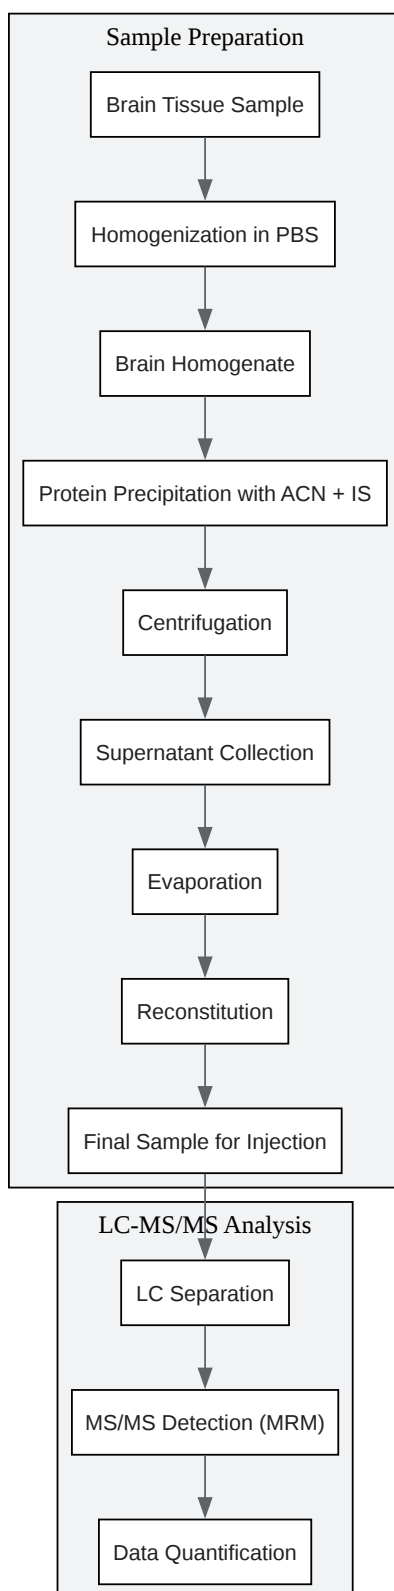 Sample Preparation
Brain Tissue Sample
Homogenization in PBS
Brain Homogenate
Protein Precipitation with ACN + IS
Centrifugation
Supernatant Collection
Evaporation
Reconstitution
Final Sample for Injection
LC-MS/MS Analysis
LC Separation
MS/MS Detection (MRM)
Data Quantification